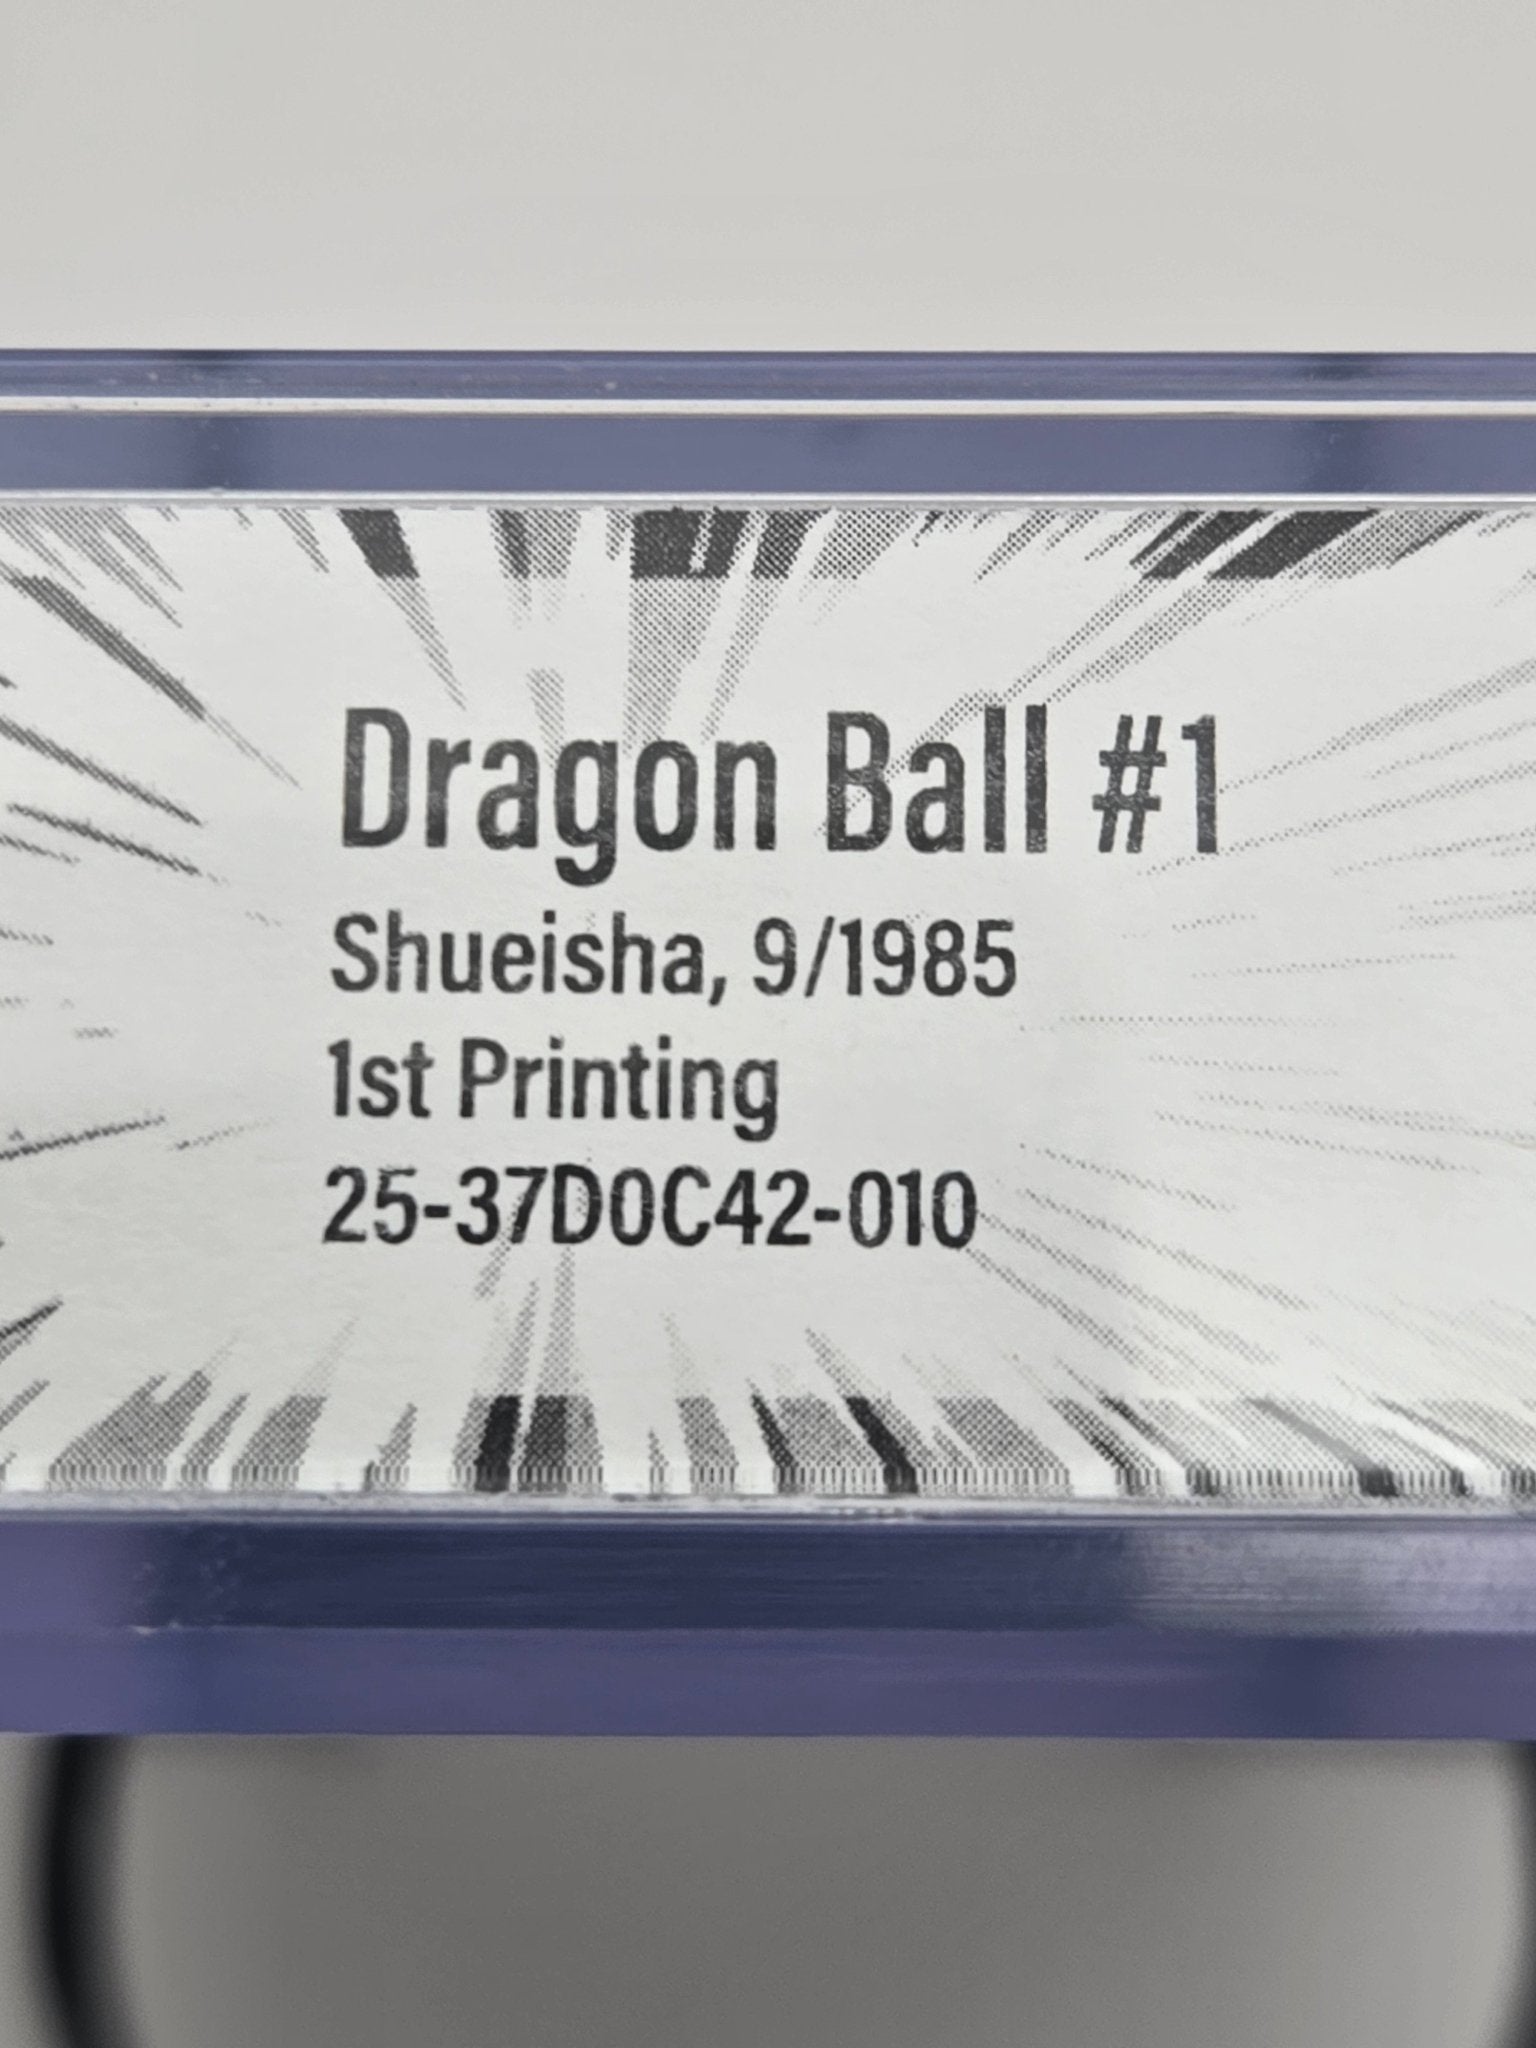 Dragon Ball #1
Shueisha, 9/1985
1st Printing
25-37D0C42-010